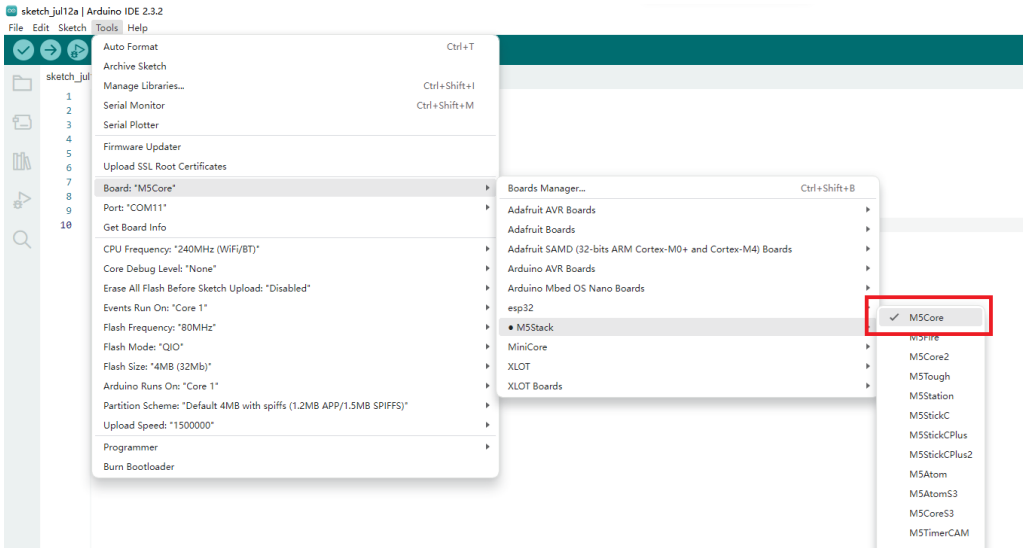 sketch_jul12a | Arduino IDE 2.3.2
File Edit Sketch Tools Help
sketch_jul
1
2
3
4
5
6
7
8
9
10
Auto Format Ctrl+T
Archive Sketch
Manage Libraries... Ctrl+Shift+I
Serial Monitor Ctrl+Shift+M
Serial Plotter
Firmware Updater
Upload SSL Root Certificates
Board: "M5Core"
Port: "COM11"
Get Board Info
CPU Frequency: "240MHz (WiFi/BT)"
Core Debug Level: "None"
Erase All Flash Before Sketch Upload: "Disabled"
Events Run On: "Core 1"
Flash Frequency: "80MHz"
Flash Mode: "QIO"
Flash Size: "4MB (32Mb)"
Arduino Runs On: "Core 1"
Partition Scheme: "Default 4MB with spiffs (1.2MB APP/1.5MB SPIFFS)"
Upload Speed: "1500000"
Programmer
Burn Bootloader
Boards Manager... Ctrl+Shift+B
Adafruit AVR Boards
Adafruit Boards
Adafruit SAMD (32-bits ARM Cortex-M0+ and Cortex-M4) Boards
Arduino AVR Boards
Arduino Mbed OS Nano Boards
esp32
● M5Stack
MiniCore
XLOT
XLOT Boards
✓ M5Core
M5Fire
M5Core2
M5Tough
M5Station
M5StickC
M5StickCPlus
M5StickCPlus2
M5Atom
M5AtomS3
M5CoreS3
M5TimerCAM